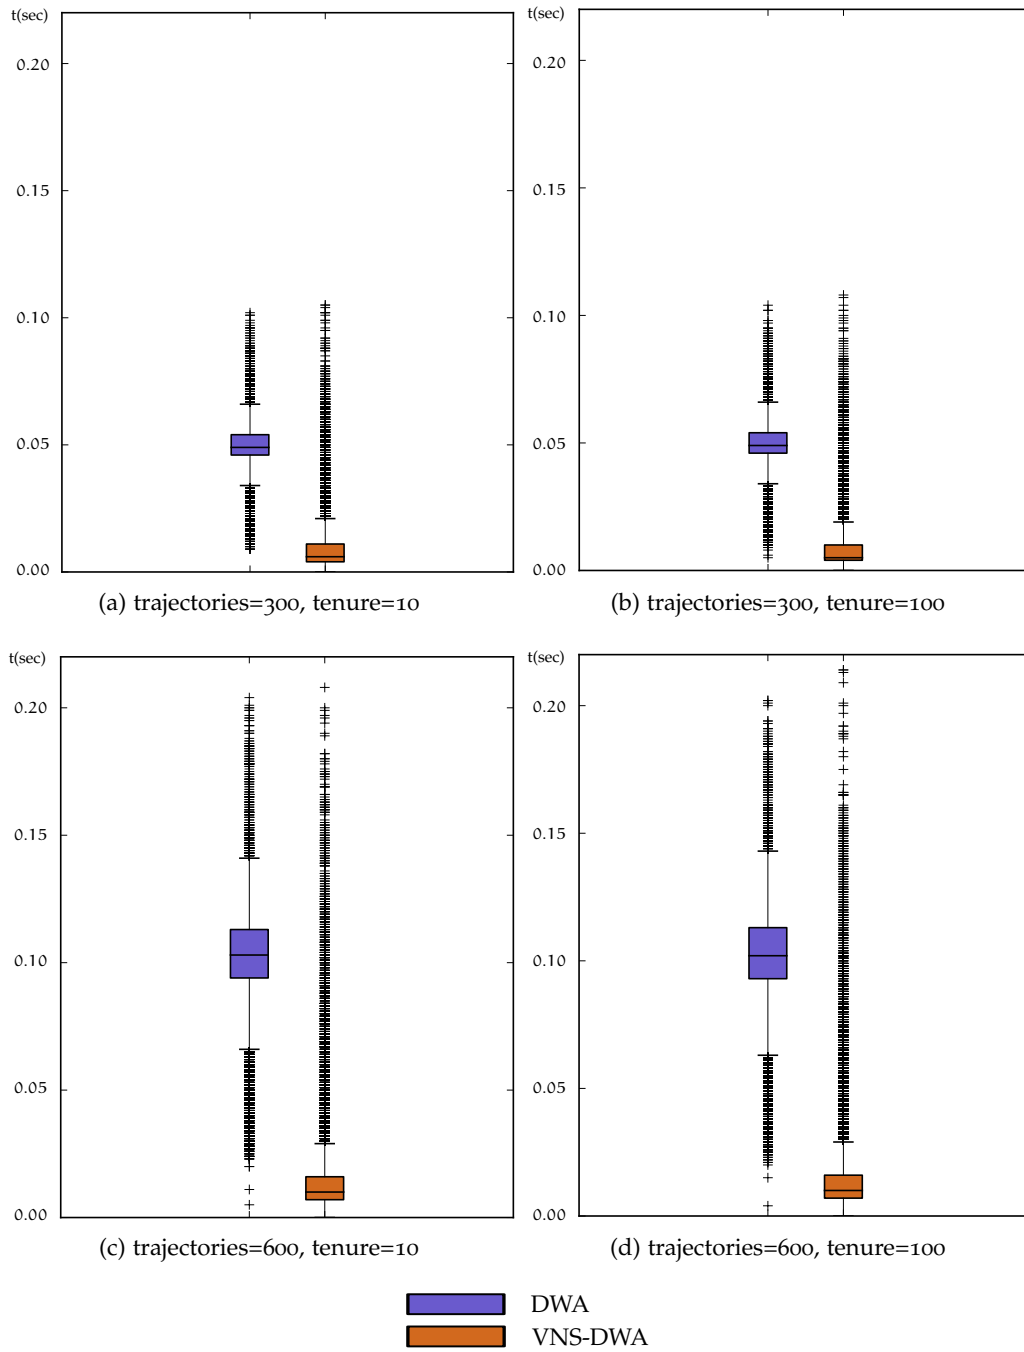 t(sec)
0.20
0.15
0.10
0.05
0.00
(a) trajectories=300, tenure=10
t(sec)
0.20
0.15
0.10
0.05
0.00
(b) trajectories=300, tenure=100
t(sec)
0.20
0.15
0.10
0.05
0.00
(c) trajectories=600, tenure=10
t(sec)
0.20
0.15
0.10
0.05
0.00
(d) trajectories=600, tenure=100
DWA
VNS-DWA